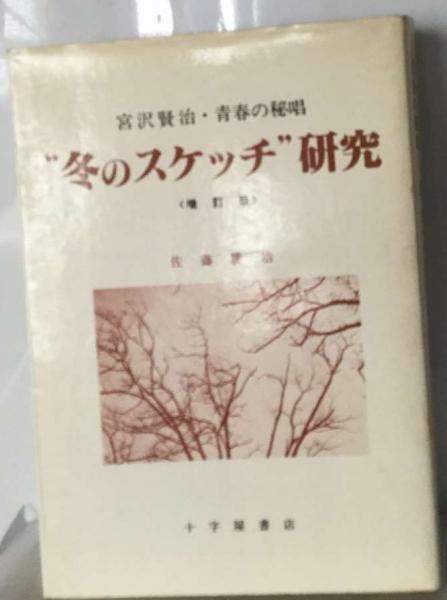 宮沢賢治・青春の秘唱
"冬のスケッチ"研究
〈増訂版〉
佐藤 治
十字屋書店